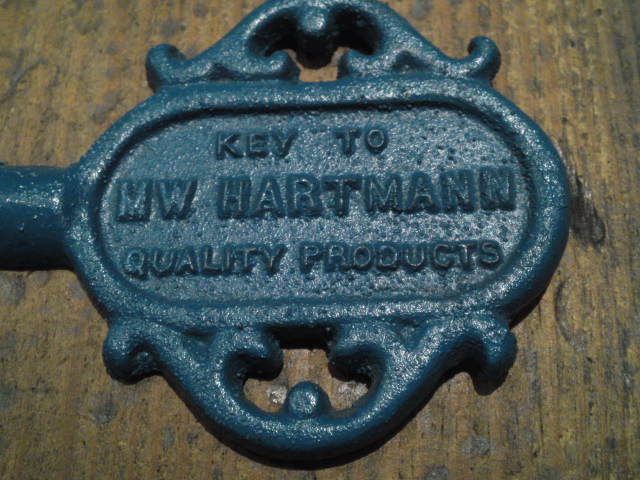 KEY TO
MW HARTMANN
QUALITY PRODUCTS